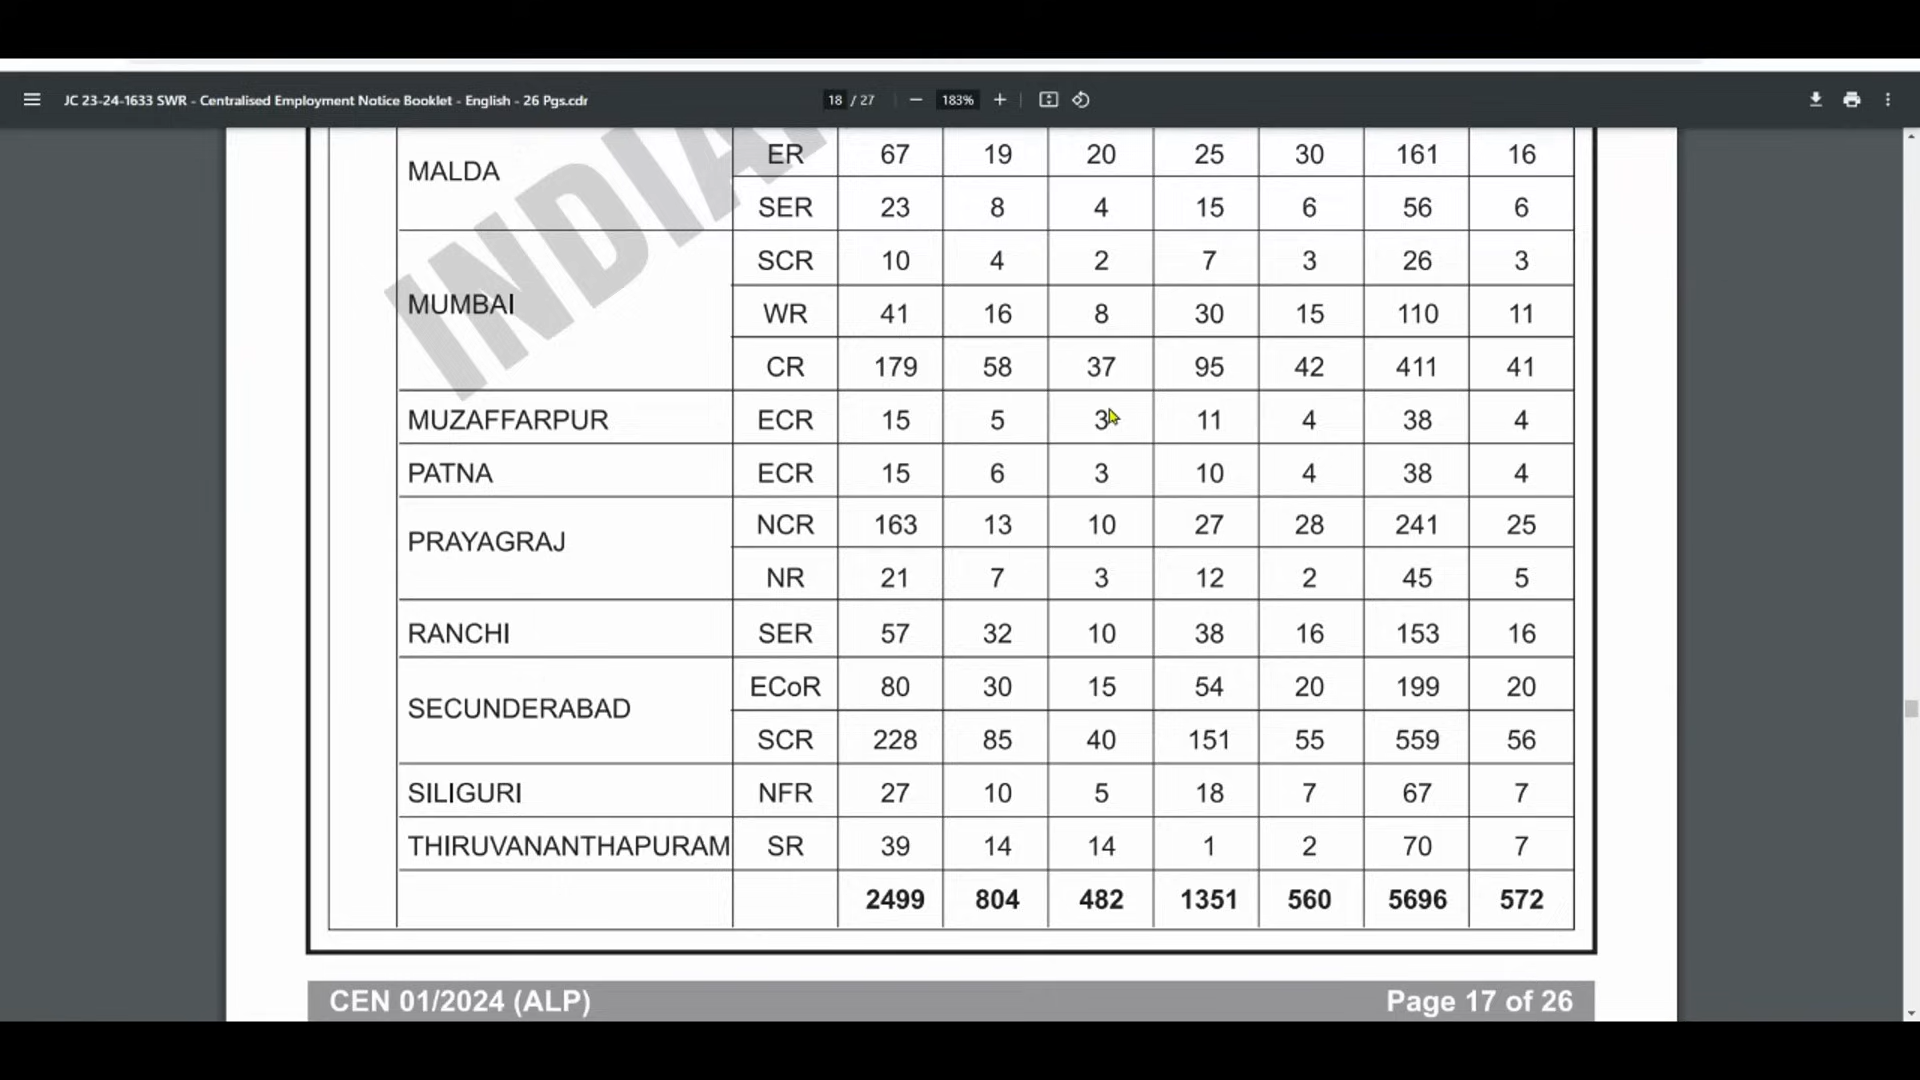 JC 23-24-1633 SWR - Centralised Employment Notice Booklet - English - 26 Pgs.cdr 18 / 27 183%
MALDA ER 67 19 20 25 30 161 16
SER 23 8 4 15 6 56 6
MUMBAI SCR 10 4 2 7 3 26 3
WR 41 16 8 30 15 110 11
CR 179 58 37 95 42 411 41
MUZAFFARPUR ECR 15 5 3 11 4 38 4
PATNA ECR 15 6 3 10 4 38 4
PRAYAGRAJ NCR 163 13 10 27 28 241 25
NR 21 7 3 12 2 45 5
RANCHI SER 57 32 10 38 16 153 16
SECUNDERABAD ECoR 80 30 15 54 20 199 20
SCR 228 85 40 151 55 559 56
SILIGURI NFR 27 10 5 18 7 67 7
THIRUVANANTHAPURAM SR 39 14 14 1 2 70 7
2499 804 482 1351 560 5696 572
INDIA
CEN 01/2024 (ALP) Page 17 of 26